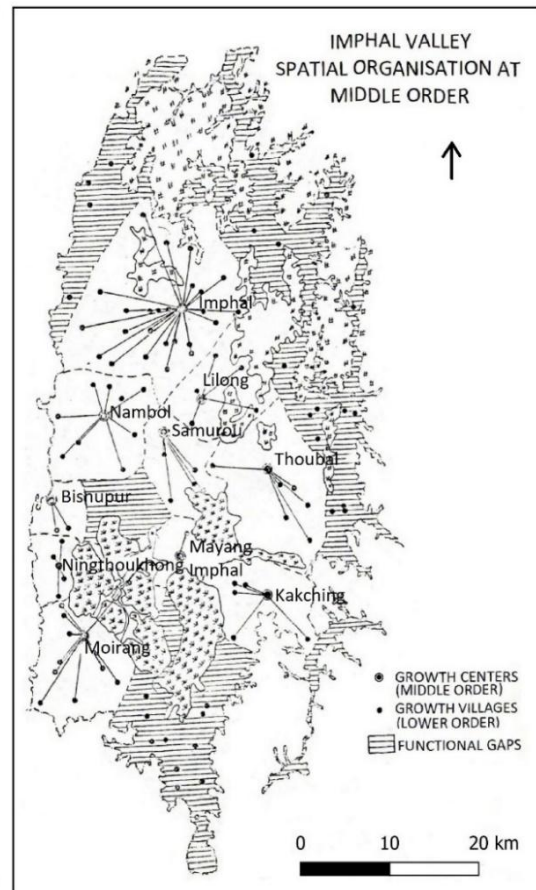 IMPHAL VALLEY
SPATIAL ORGANISATION AT
MIDDLE ORDER
Imphal
Lilong
Nambol
Samurou
Thoubal
Bishupur
Mayang
Imphal
Ningthoukhong
Kakching
Moirang
GROWTH CENTERS
(MIDDLE ORDER)
GROWTH VILLAGES
(LOWER ORDER)
FUNCTIONAL GAPS
0 10 20 km